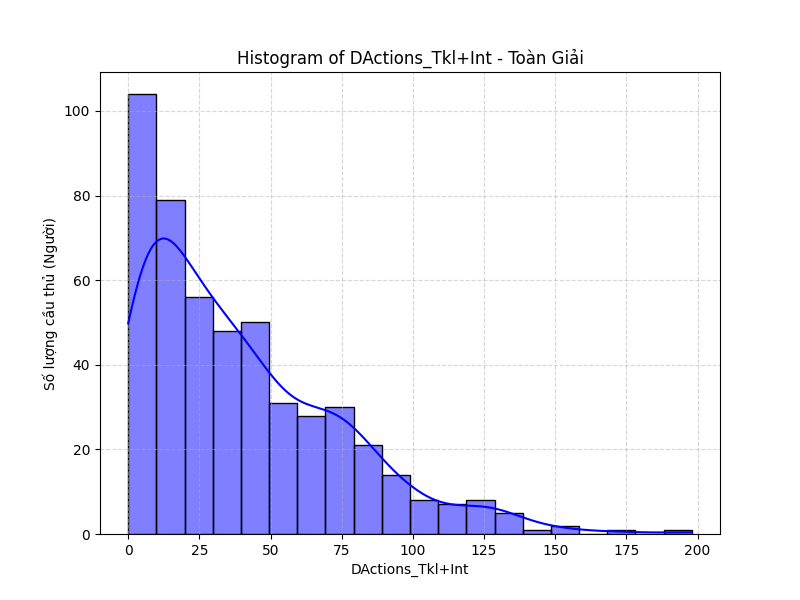 Histogram of DActions_Tkl+Int - Toàn Giải
100
80
60
40
20
0
Số lượng cầu thủ (Người)
0 25 50 75 100 125 150 175 200
DActions_Tkl+Int